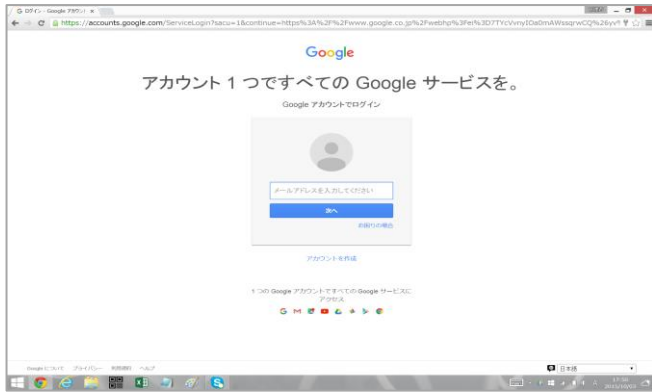 ログイン - Google アカウント
https://accounts.google.com/ServiceLogin?sacu=1&continue=https%3A%2F%2Fwww.google.co.jp%2Fwebhp%3Fei%3D7TYcVvnyIOa0mAWssqrwCQ%26yv
Google
アカウント 1 つですべての Google サービスを。
Google アカウントでログイン
メールアドレスを入力してください
次へ
お困りの場合
アカウントを作成
1 つの Google アカウントですべての Google サービスに
アクセス
Google について プライバシー 利用規約 ヘルプ
日本語
A 17:50